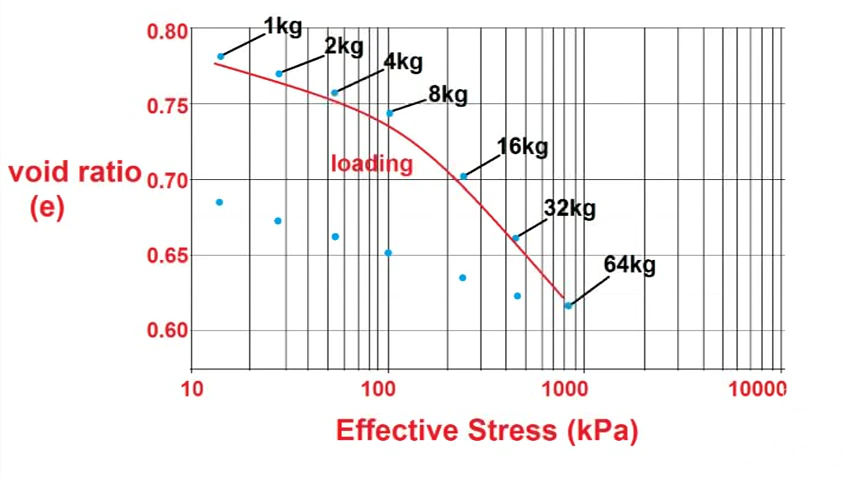 0.80
1kg
2kg
4kg
8kg
0.75
16kg
loading
void ratio
(e)
0.70
32kg
0.65
64kg
0.60
10
100
1000
10000
Effective Stress (kPa)